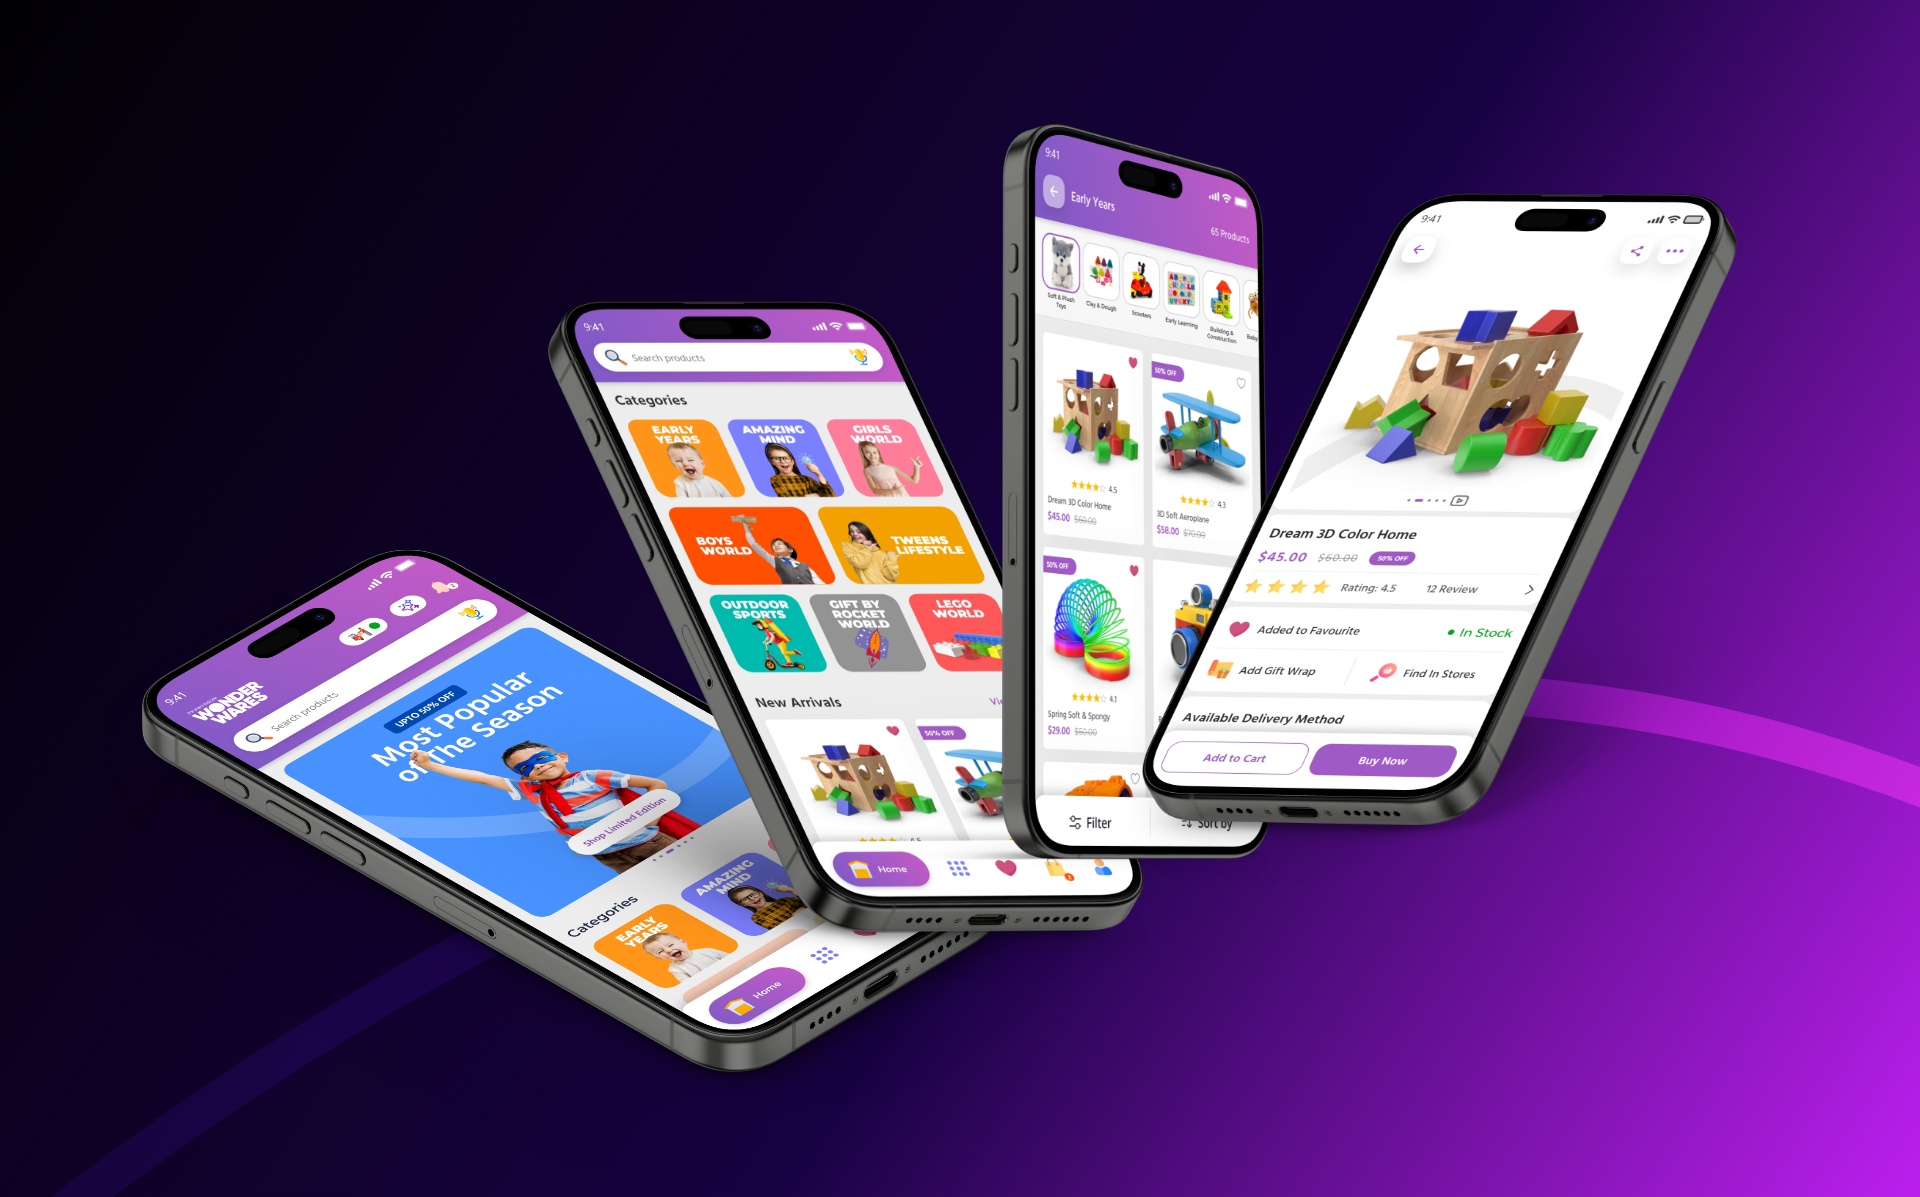 9:41
WONDER
WARES
Search products
UPTO 50% OFF
Most Popular
of The Season
Shop Limited Edition
Categories
EARLY
YEARS
AMAZING
MIND
Home
9:41
Search products
Categories
EARLY
YEARS
AMAZING
MIND
GIRLS
WORLD
BOYS
WORLD
TWEENS
LIFESTYLE
OUTDOOR
SPORTS
GIFT BY
ROCKET
WORLD
LEGO
WORLD
New Arrivals
50% OFF
Home
9:41
Early Years
65 Products
Soft & Plush
Toys
Clay & Dough
Scooters
Early Learning
Building &
Construction
Baby
50% OFF
4.5
Dream 3D Color Home
$45.00 $60.00
4.3
3D Soft Aeroplane
$58.00 $70.00
50% OFF
4.1
Spring Soft & Spongy
$29.00 $50.00
Filter
Sort by
9:41
Dream 3D Color Home
$45.00 $60.00 50% OFF
Rating: 4.5 12 Review
Added to Favourite
In Stock
Add Gift Wrap
Find In Stores
Available Delivery Method
Add to Cart
Buy Now